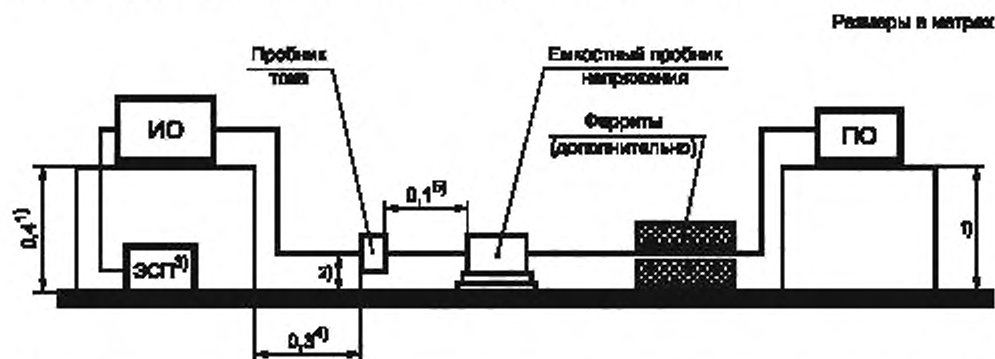 Размеры в метрах
Пробник
тока
Емкостный пробник
напряжения
Ферриты
(дополнительно)
ИО
ПО
0,4¹⁾
ЭСП³⁾
2)
0,1⁵⁾
1)
0,3⁴⁾